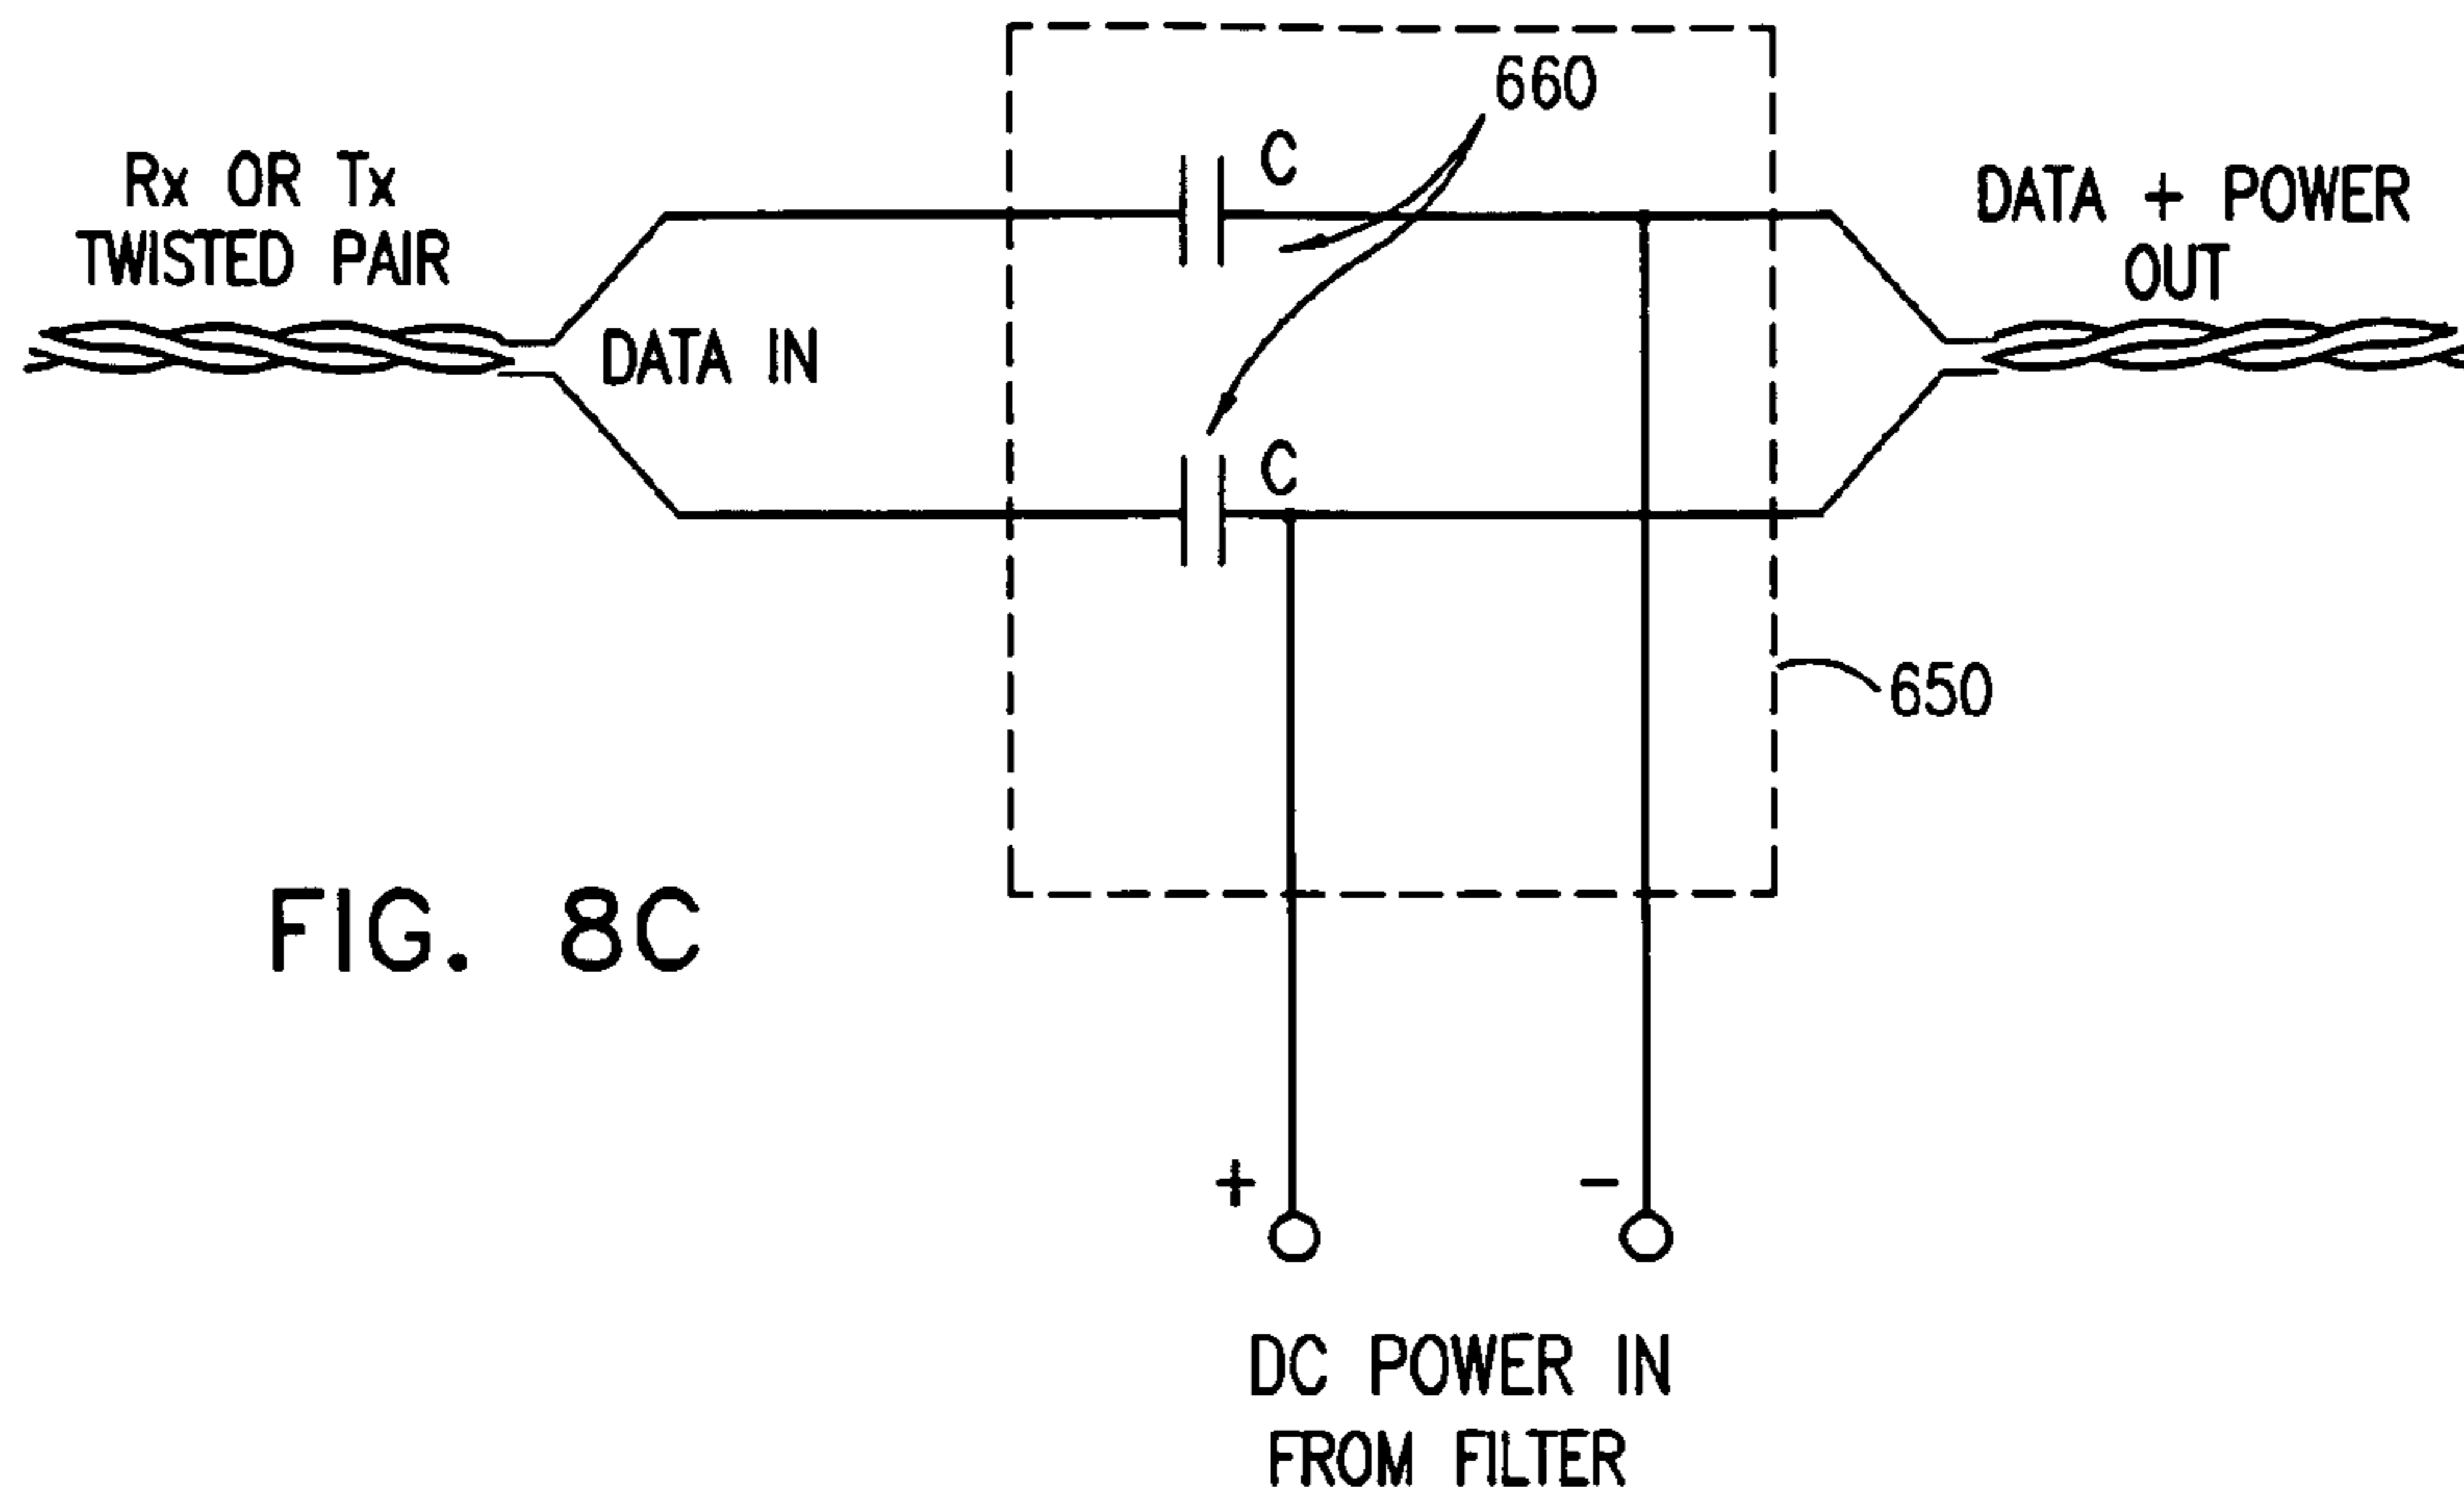 660
C
Rx OR Tx
TWISTED PAIR
DATA + POWER
OUT
DATA IN
C
650
FIG. 8C
+ −
DC POWER IN
FROM FILTER